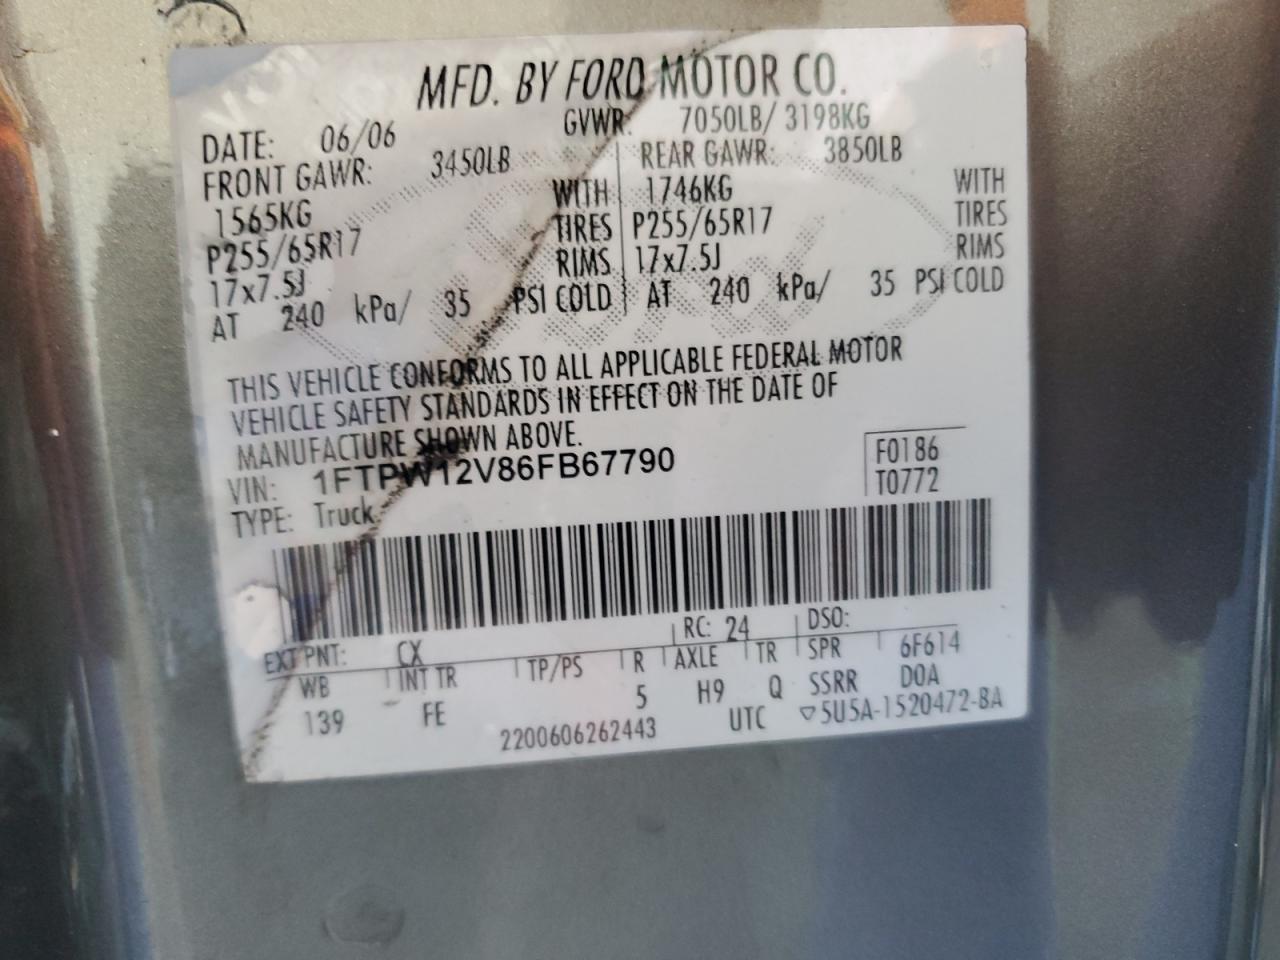 MFD. BY FORD MOTOR CO.
DATE: 06/06 GVWR: 7050LB/ 3198KG
FRONT GAWR: 3450LB REAR GAWR: 3850LB
1565KG WITH 1746KG WITH
P255/65R17 TIRES P255/65R17 TIRES
17x7.5J RIMS 17x7.5J RIMS
AT 240 kPa/ 35 PSI COLD AT 240 kPa/ 35 PSI COLD
THIS VEHICLE CONFORMS TO ALL APPLICABLE FEDERAL MOTOR
VEHICLE SAFETY STANDARDS IN EFFECT ON THE DATE OF
MANUFACTURE SHOWN ABOVE.
VIN: 1FTPW12V86FB67790 F0186
TYPE: Truck T0772
EXT PNT: CX RC: 24 DSO:
WB INT TR TP/PS R AXLE TR SPR 6F614
139 FE 5 H9 Q SSRR DOA
2200606262443 UTC ▽5U5A-1520472-BA